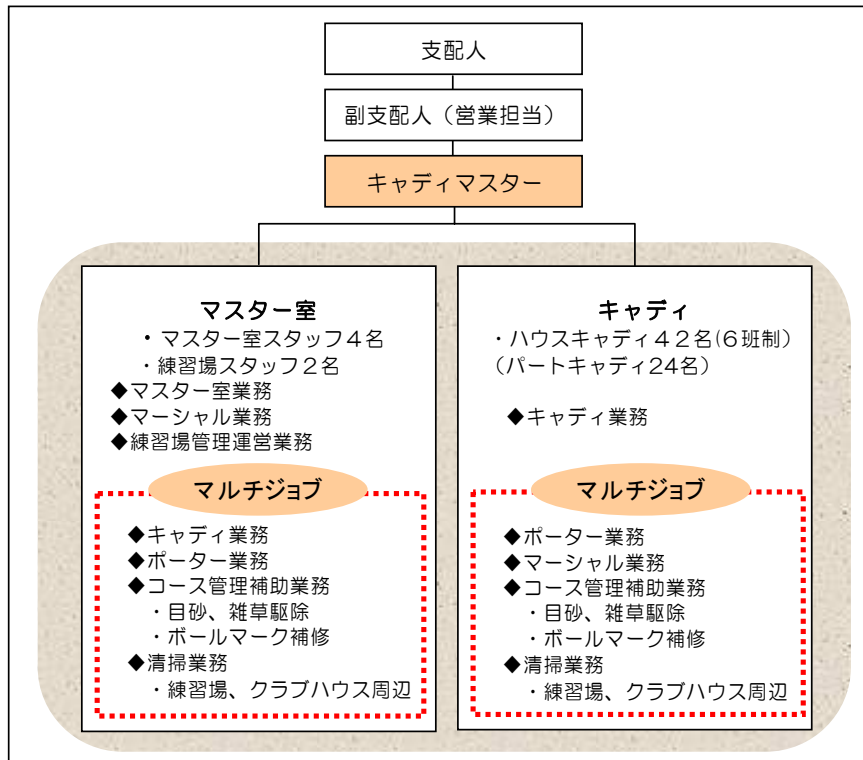 支配人
副支配人（営業担当）
キャディマスター
マスター室
・マスター室スタッフ４名
・練習場スタッフ２名
◆マスター室業務
◆マーシャル業務
◆練習場管理運営業務
マルチジョブ
◆キャディ業務
◆ポーター業務
◆コース管理補助業務
・目砂、雑草駆除
・ボールマーク補修
◆清掃業務
・練習場、クラブハウス周辺
キャディ
・ハウスキャディ４２名(６班制）
（パートキャディ24名）
◆キャディ業務
マルチジョブ
◆ポーター業務
◆マーシャル業務
◆コース管理補助業務
・目砂、雑草駆除
・ボールマーク補修
◆清掃業務
・練習場、クラブハウス周辺